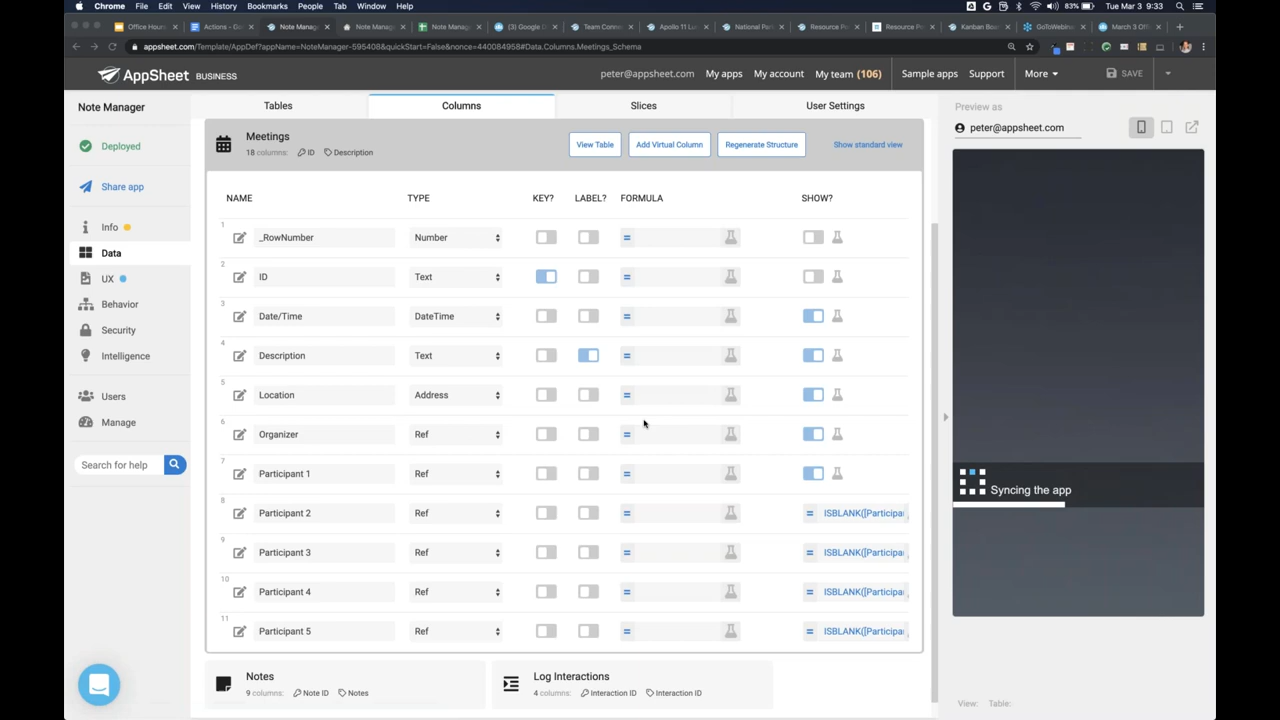 Chrome File Edit View History Bookmarks People Tab Window Help 83% Tue Mar 3 9:33
Office Hours Actions – Go Note Manag Note Manag Note Manag (3) Google Team Conn Apollo 11 Lu National Par Resource Po Resource Po Kanban Boa GoToWebin March 3 Off
appsheet.com/Template/AppDef?appName=NoteManager-595408&quickStart=False&nonce=440084958#Data.Columns.Meetings_Schema
AppSheet BUSINESS peter@appsheet.com My apps My account My team (106) Sample apps Support More SAVE
Note Manager
Deployed
Share app
Info
Data
UX
Behavior
Security
Intelligence
Users
Manage
Search for help
Tables Columns Slices User Settings
Meetings
18 columns: ID Description
View Table Add Virtual Column Regenerate Structure Show standard view
NAME TYPE KEY? LABEL? FORMULA SHOW?
1 _RowNumber Number =
2 ID Text =
3 Date/Time DateTime =
4 Description Text =
5 Location Address =
6 Organizer Ref =
7 Participant 1 Ref =
8 Participant 2 Ref = = ISBLANK([Participa
9 Participant 3 Ref = = ISBLANK([Participa
10 Participant 4 Ref = = ISBLANK([Participa
11 Participant 5 Ref = = ISBLANK([Participa
Notes
9 columns: Note ID Notes
Log Interactions
4 columns: Interaction ID Interaction ID
Preview as
peter@appsheet.com
Syncing the app
View: Table: